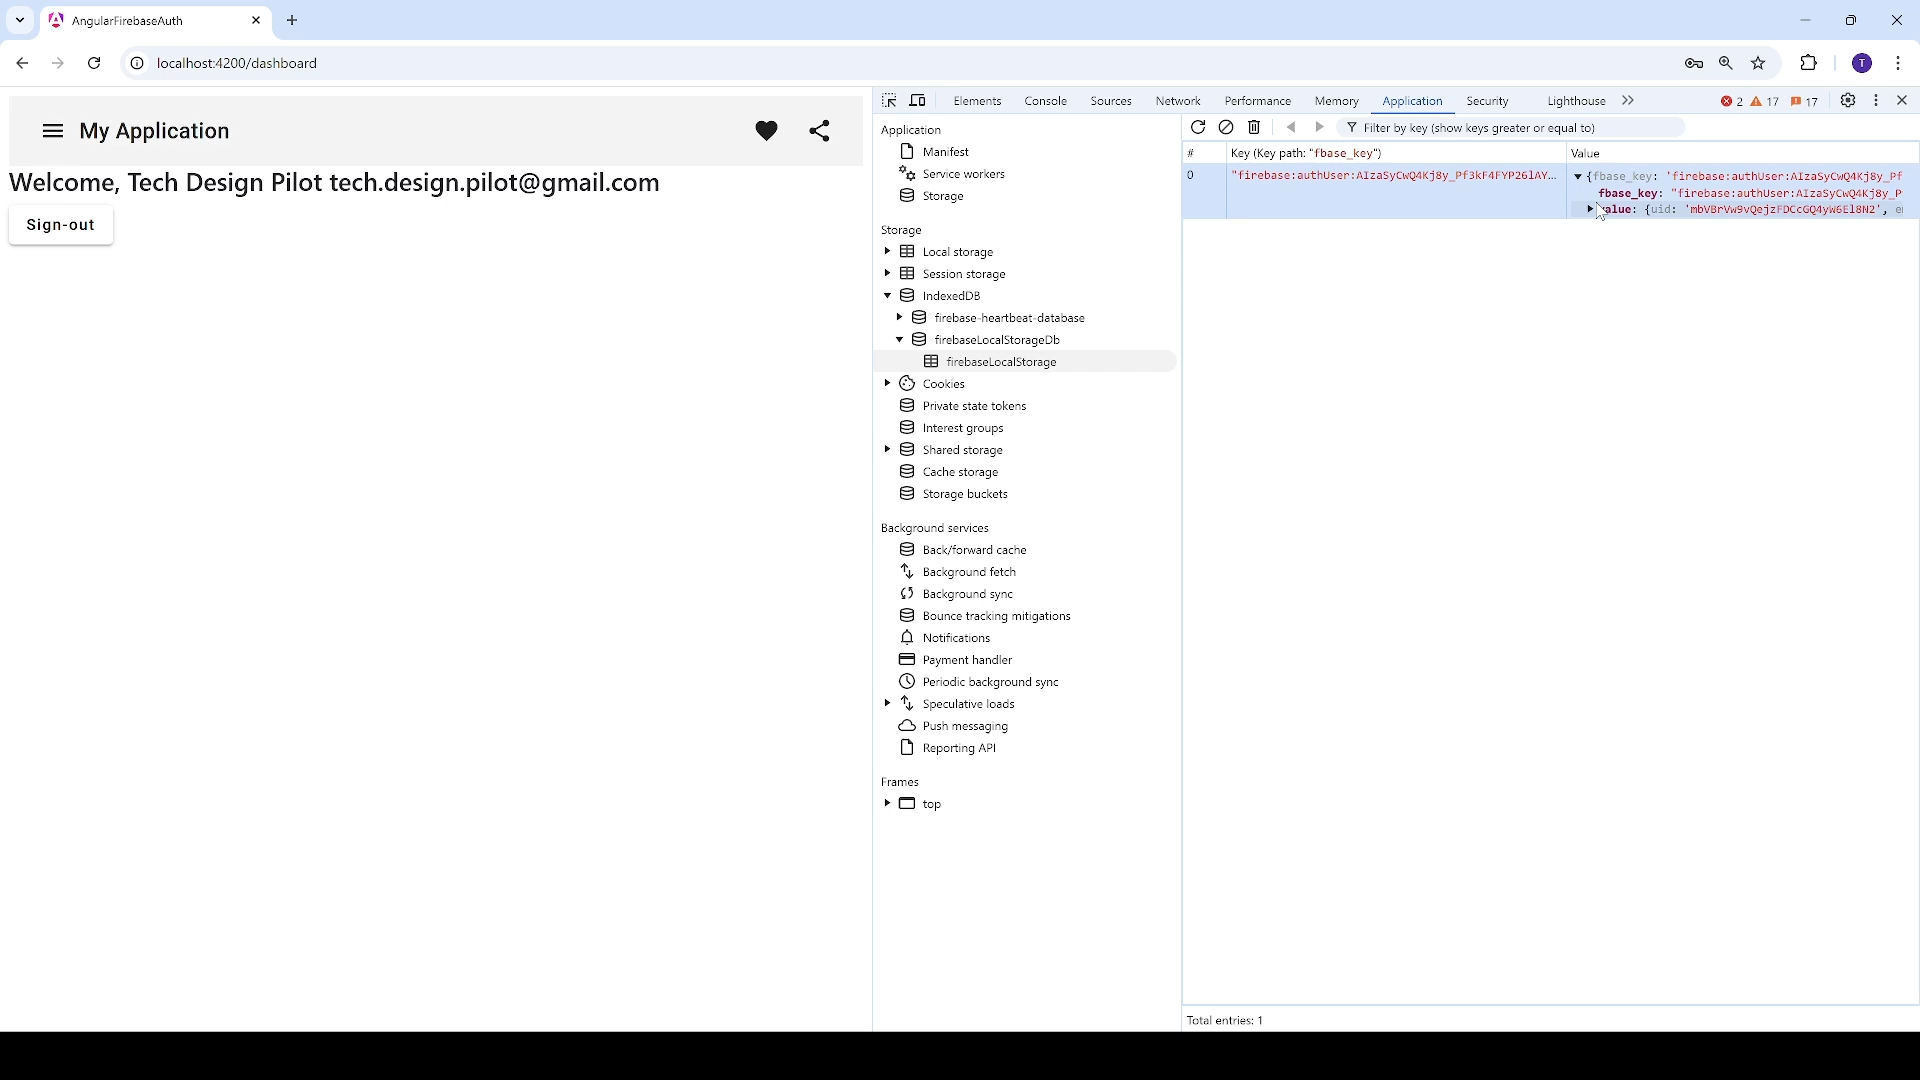 AngularFirebaseAuth
localhost:4200/dashboard
T
My Application
Welcome, Tech Design Pilot tech.design.pilot@gmail.com
Sign-out
Elements Console Sources Network Performance Memory Application Security Lighthouse 2 17 17
Application
Manifest
Service workers
Storage
Storage
Local storage
Session storage
IndexedDB
firebase-heartbeat-database
firebaseLocalStorageDb
firebaseLocalStorage
Cookies
Private state tokens
Interest groups
Shared storage
Cache storage
Storage buckets
Background services
Back/forward cache
Background fetch
Background sync
Bounce tracking mitigations
Notifications
Payment handler
Periodic background sync
Speculative loads
Push messaging
Reporting API
Frames
top
Filter by key (show keys greater or equal to)
# Key (Key path: "fbase_key") Value
0 "firebase:authUser:AIzaSyCwQ4Kj8y_Pf3kF4FYP26lAY… {fbase_key: 'firebase:authUser:AIzaSyCwQ4Kj8y_Pf
fbase_key: "firebase:authUser:AIzaSyCwQ4Kj8y_P
value: {uid: 'mbVBrVw9vQejzFDCcGQ4yW6El8N2',
Total entries: 1